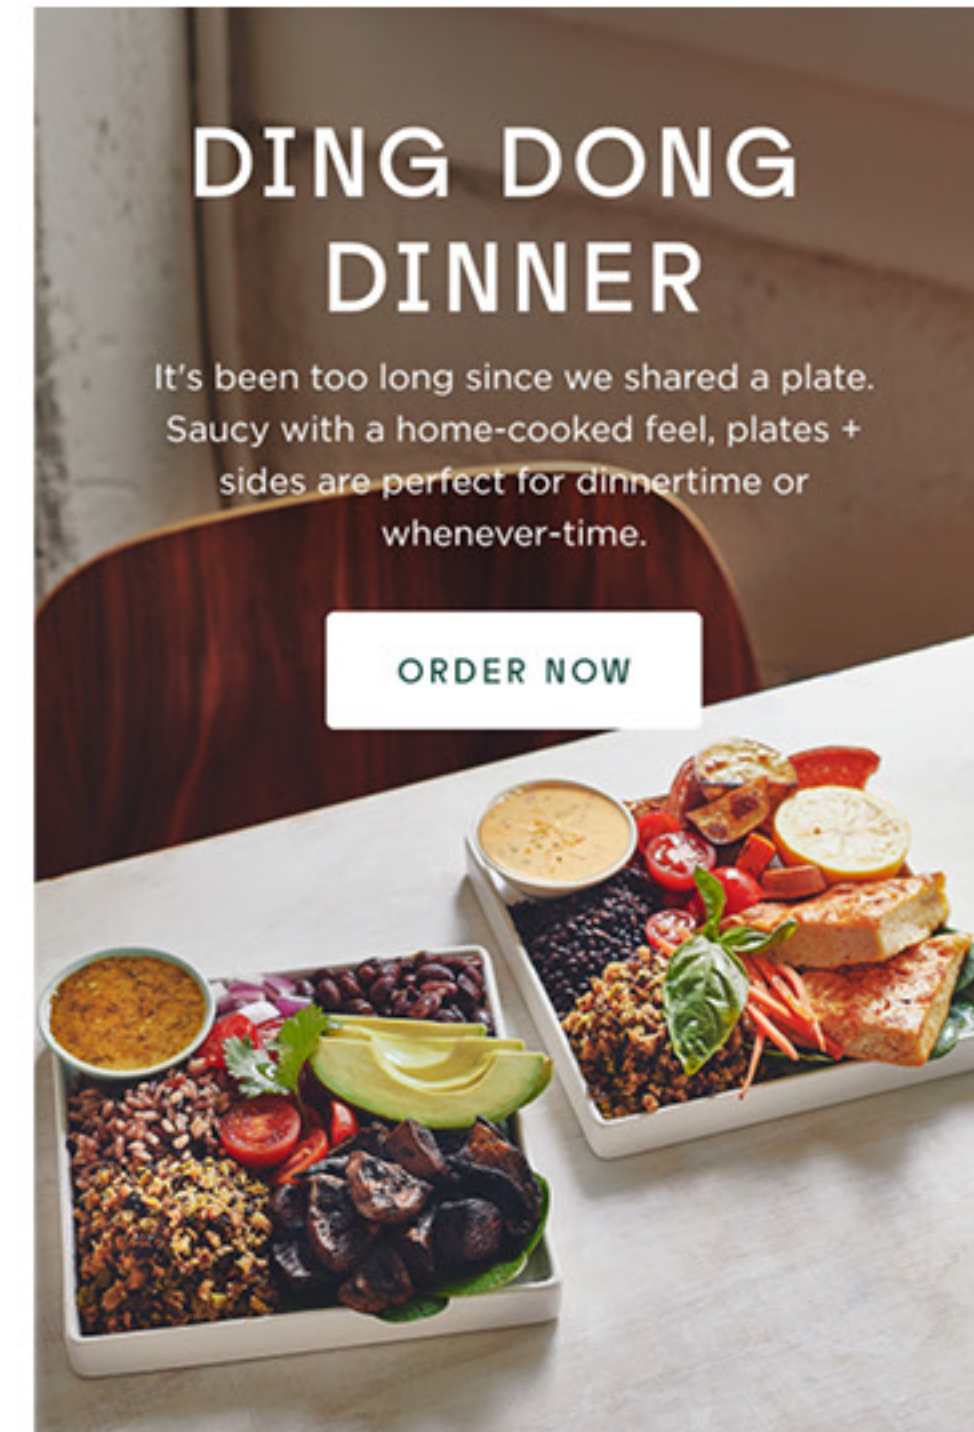 DING DONG
DINNER
It's been too long since we shared a plate.
Saucy with a home-cooked feel, plates +
sides are perfect for dinnertime or
whenever-time.
ORDER NOW